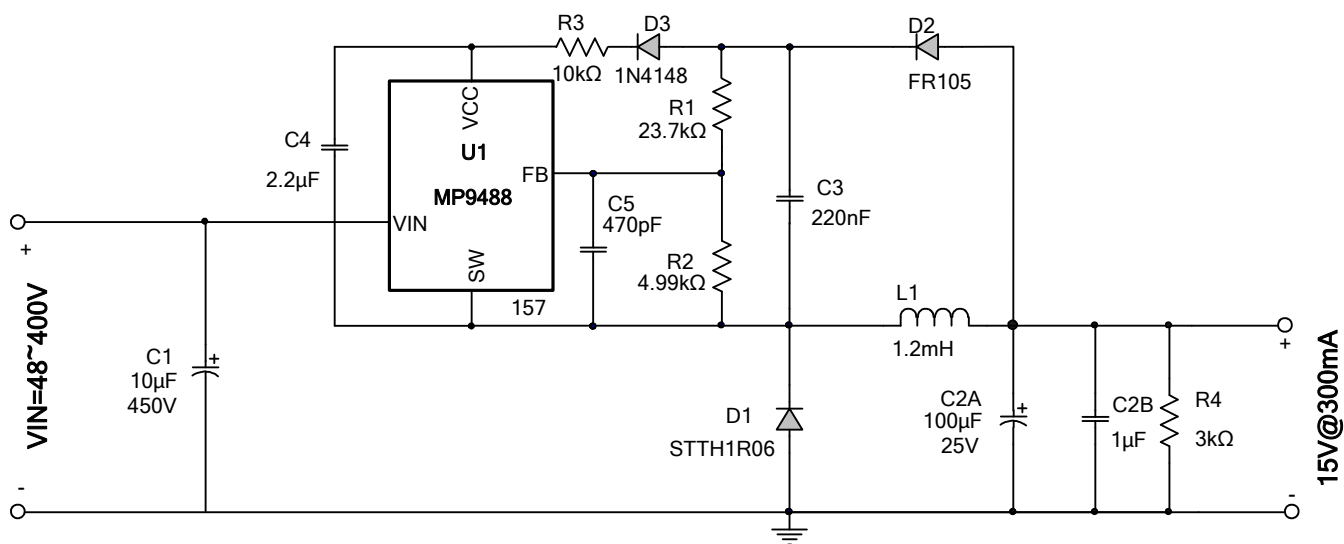 R3
10kΩ
D3
1N4148
D2
FR105
R1
23.7kΩ
C4
2.2µF
VCC
U1
MP9488
FB
VIN
SW
157
C5
470pF
R2
4.99kΩ
C3
220nF
+
VIN=48~400V
-
C1
10µF
450V
+
L1
1.2mH
D1
STTH1R06
C2A
100µF
25V
+
C2B
1µF
R4
3kΩ
+
15V@300mA
-